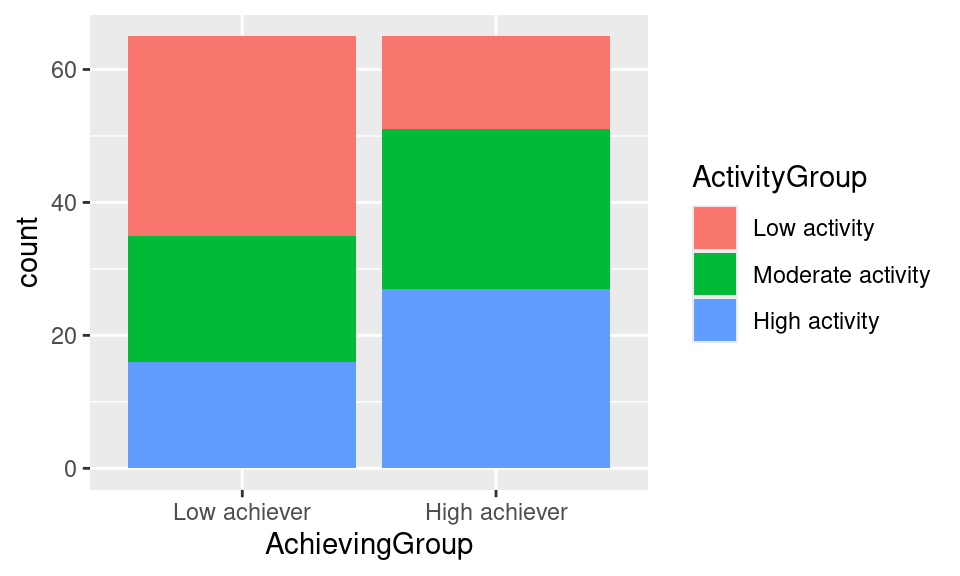 60
40
20
0
count
Low achiever
High achiever
AchievingGroup
ActivityGroup
Low activity
Moderate activity
High activity